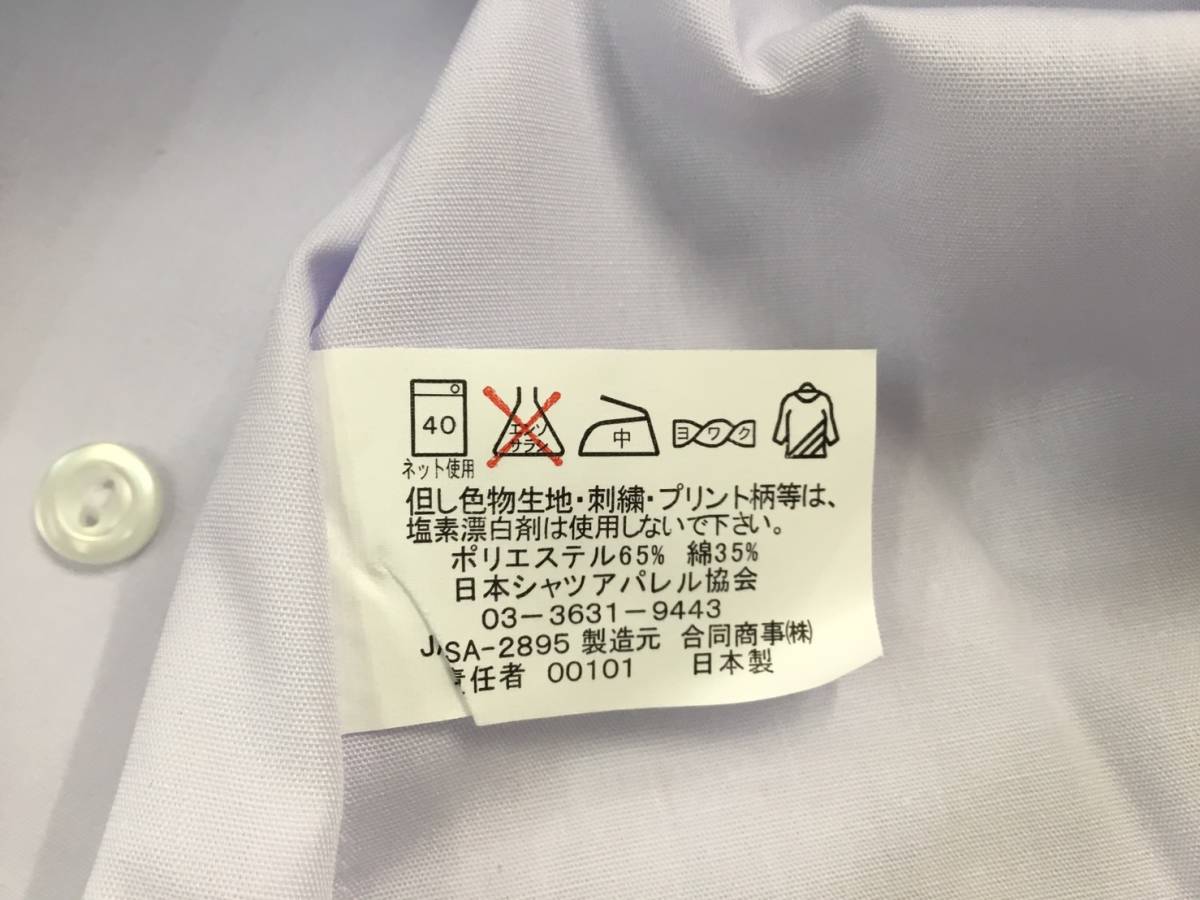 40
エンソ
サラシ
中
ヨワク
ネット使用
但し色物生地・刺繍・プリント柄等は、
塩素漂白剤は使用しないで下さい。
ポリエステル65% 綿35%
日本シャツアパレル協会
03-3631-9443
JASA-2895 製造元 合同商事㈱
責任者 00101 日本製